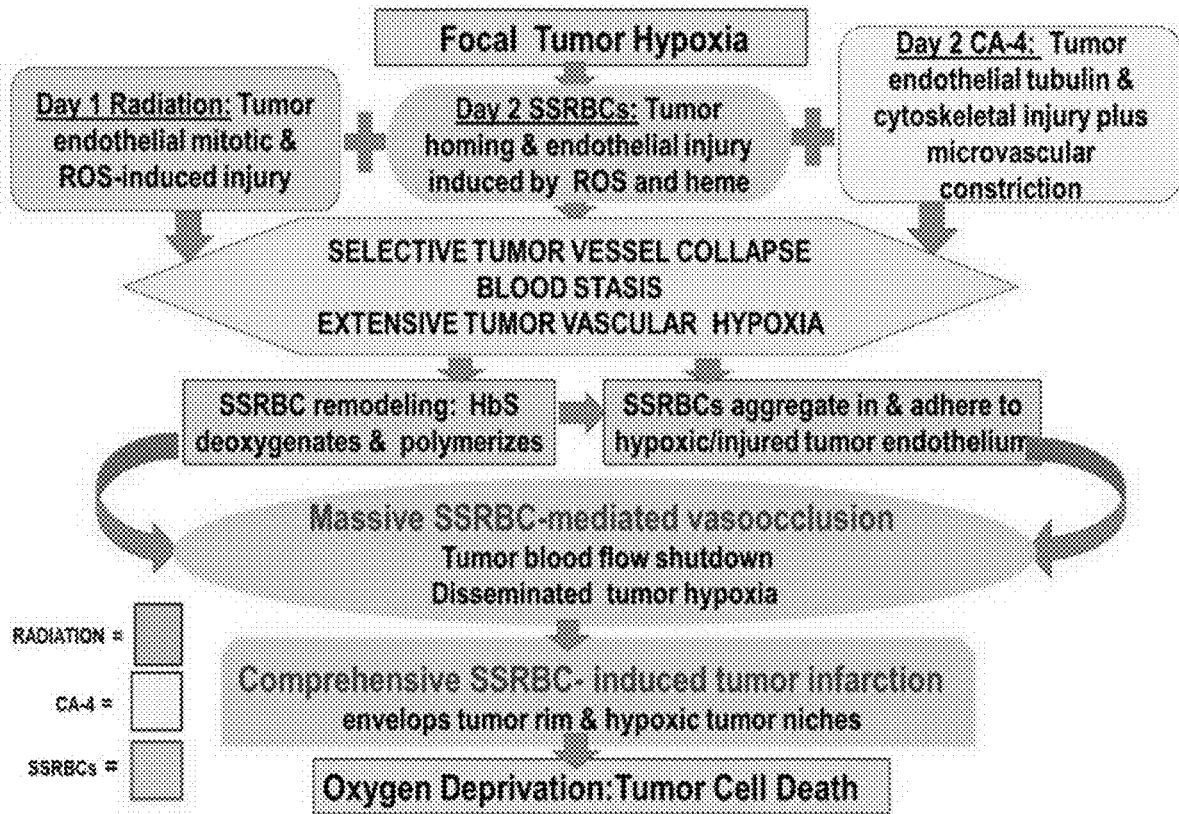 Focal Tumor Hypoxia
Day 1 Radiation: Tumor
endothelial mitotic &
ROS-induced injury
Day 2 SSRBCs: Tumor
homing & endothelial injury
induced by ROS and heme
Day 2 CA-4: Tumor
endothelial tubulin &
cytoskeletal injury plus
microvascular
constriction
SELECTIVE TUMOR VESSEL COLLAPSE
BLOOD STASIS
EXTENSIVE TUMOR VASCULAR HYPOXIA
SSRBC remodeling: HbS
deoxygenates & polymerizes
SSRBCs aggregate in & adhere to
hypoxic/injured tumor endothelium
Massive SSRBC-mediated vasoocclusion
Tumor blood flow shutdown
Disseminated tumor hypoxia
Comprehensive SSRBC- induced tumor infarction
envelops tumor rim & hypoxic tumor niches
Oxygen Deprivation:Tumor Cell Death
RADIATION =
CA-4 =
SSRBCs =